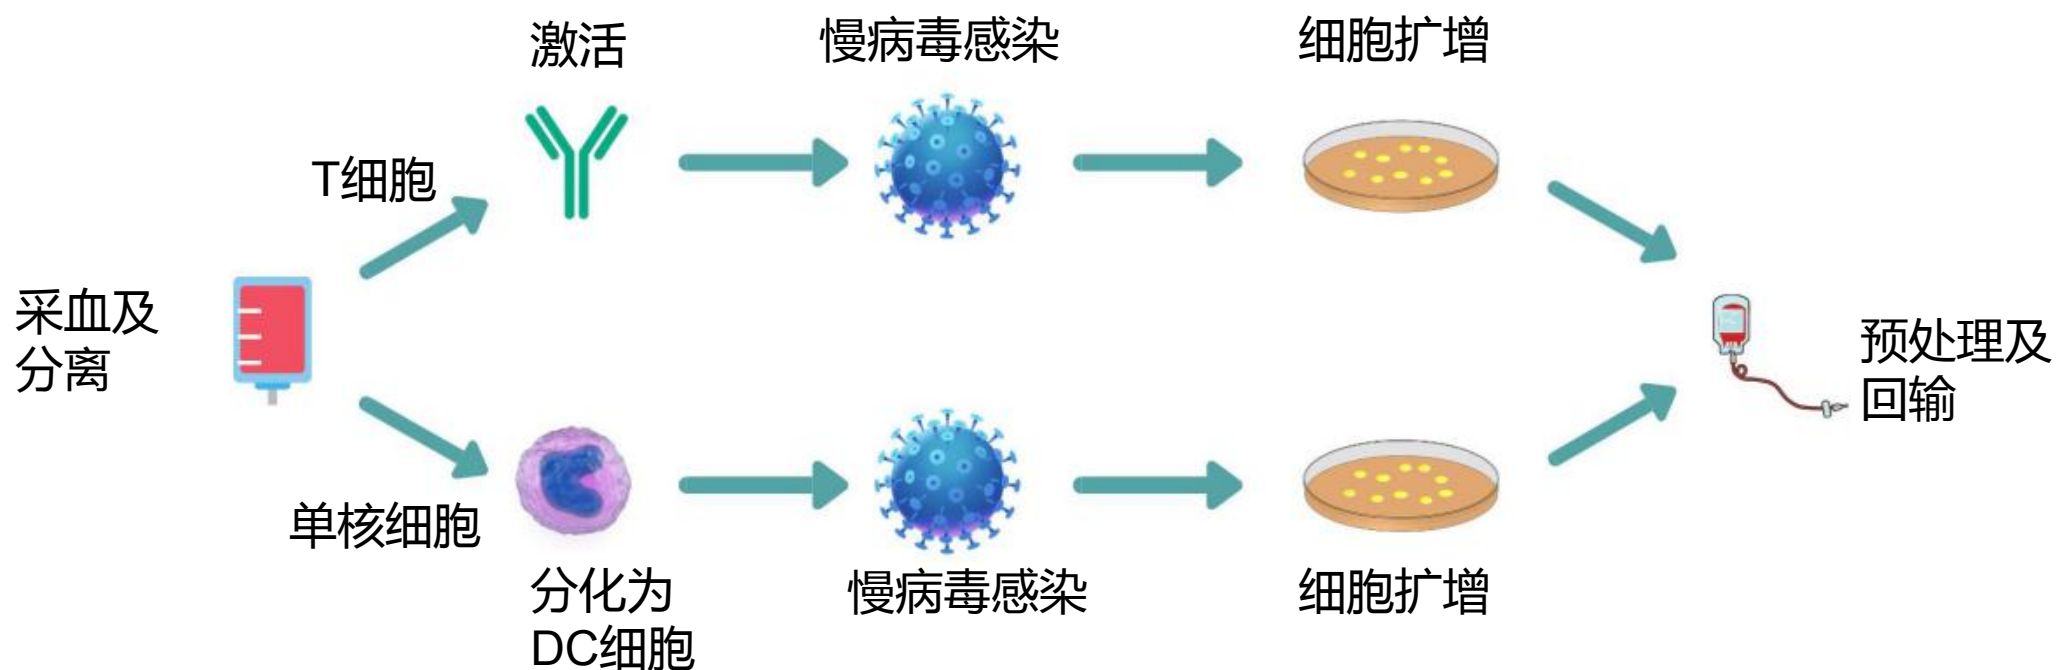 激活
慢病毒感染
细胞扩增
T细胞
采血及
分离
预处理及
回输
单核细胞
分化为
DC细胞
慢病毒感染
细胞扩增